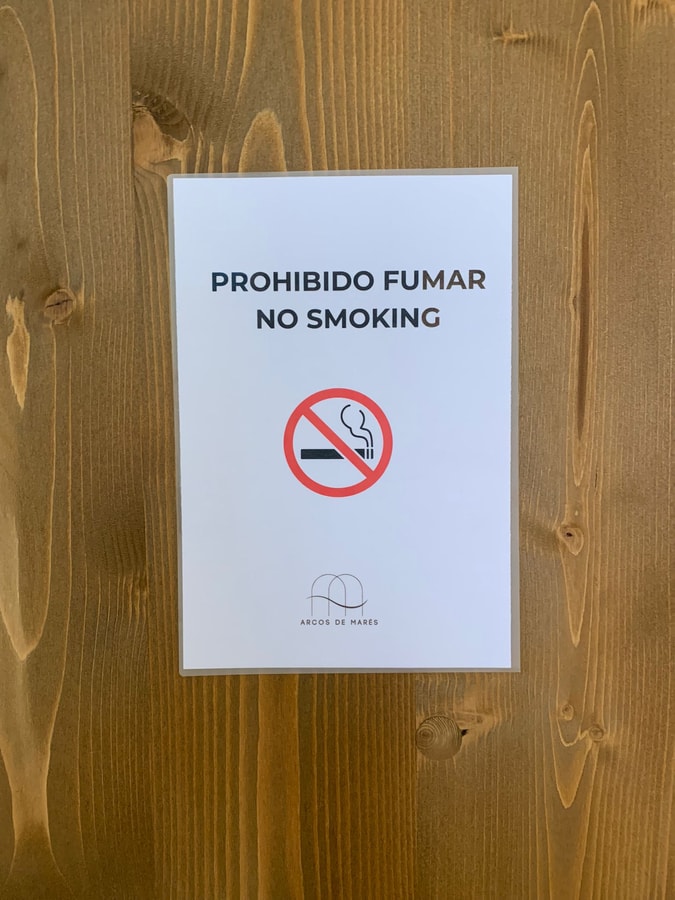 PROHIBIDO FUMAR
NO SMOKING
ARCOS DE MARÉS